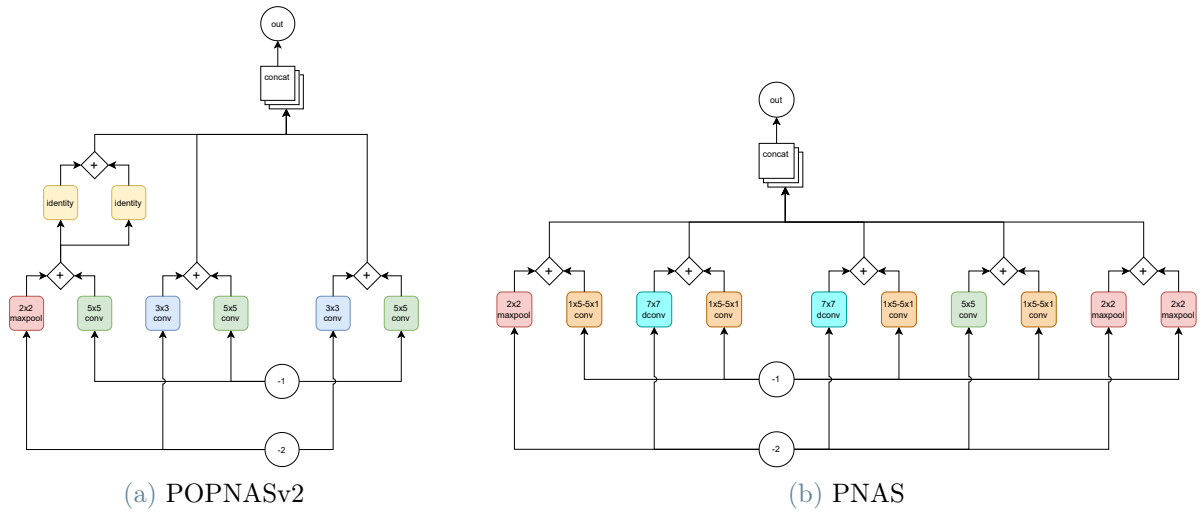 out
concat
+
identity
identity
+
+
+
2x2
maxpool
5x5
conv
3x3
conv
5x5
conv
3x3
conv
5x5
conv
-1
-2
(a) POPNASv2
out
concat
+
+
+
+
+
2x2
maxpool
1x5-5x1
conv
7x7
dconv
1x5-5x1
conv
7x7
dconv
1x5-5x1
conv
5x5
conv
1x5-5x1
conv
2x2
maxpool
2x2
maxpool
-1
-2
(b) PNAS